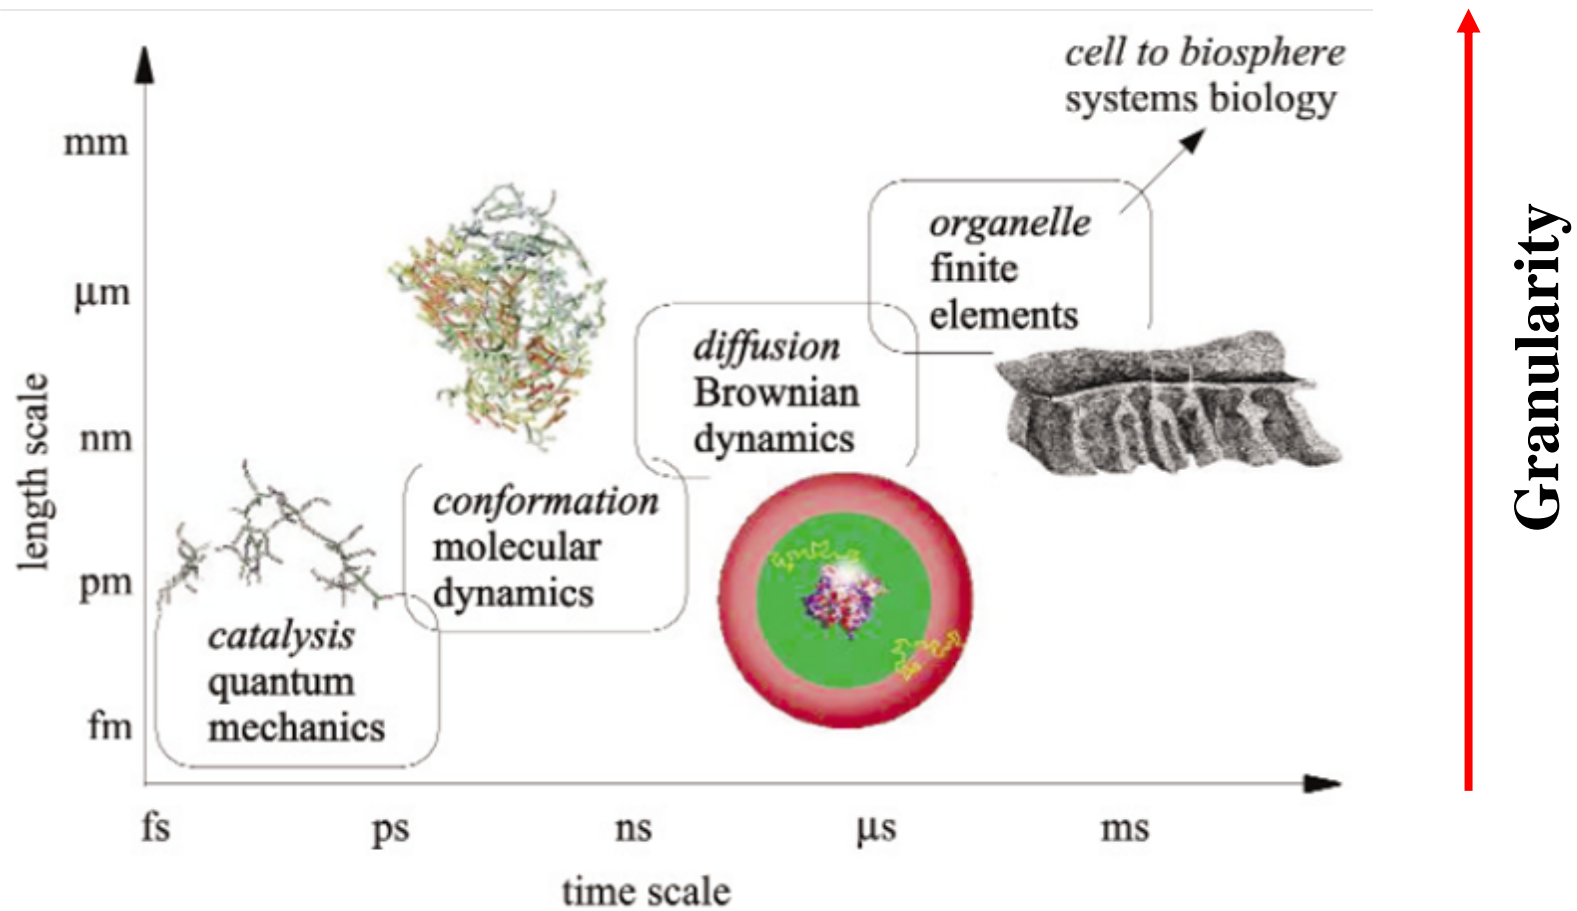 cell to biosphere
systems biology
mm
organelle
finite
elements
μm
diffusion
Brownian
dynamics
nm
conformation
molecular
dynamics
pm
catalysis
quantum
mechanics
fm
length scale
fs ps ns μs ms
time scale
Granularity